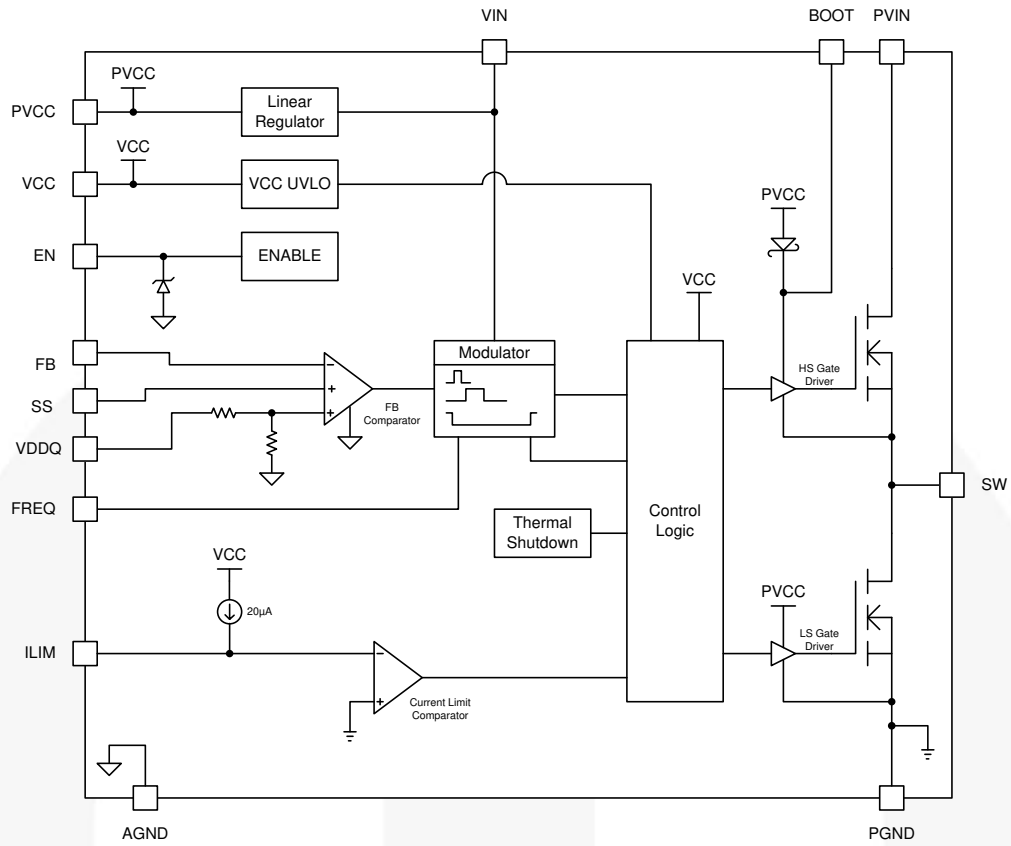 VIN
BOOT
PVIN
PVCC
PVCC
Linear
Regulator
VCC
VCC
VCC UVLO
PVCC
EN
ENABLE
VCC
FB
Modulator
HS Gate
Driver
SS
FB
Comparator
VDDQ
SW
FREQ
Control
Logic
Thermal
Shutdown
VCC
PVCC
20µA
LS Gate
Driver
ILIM
Current Limit
Comparator
AGND
PGND